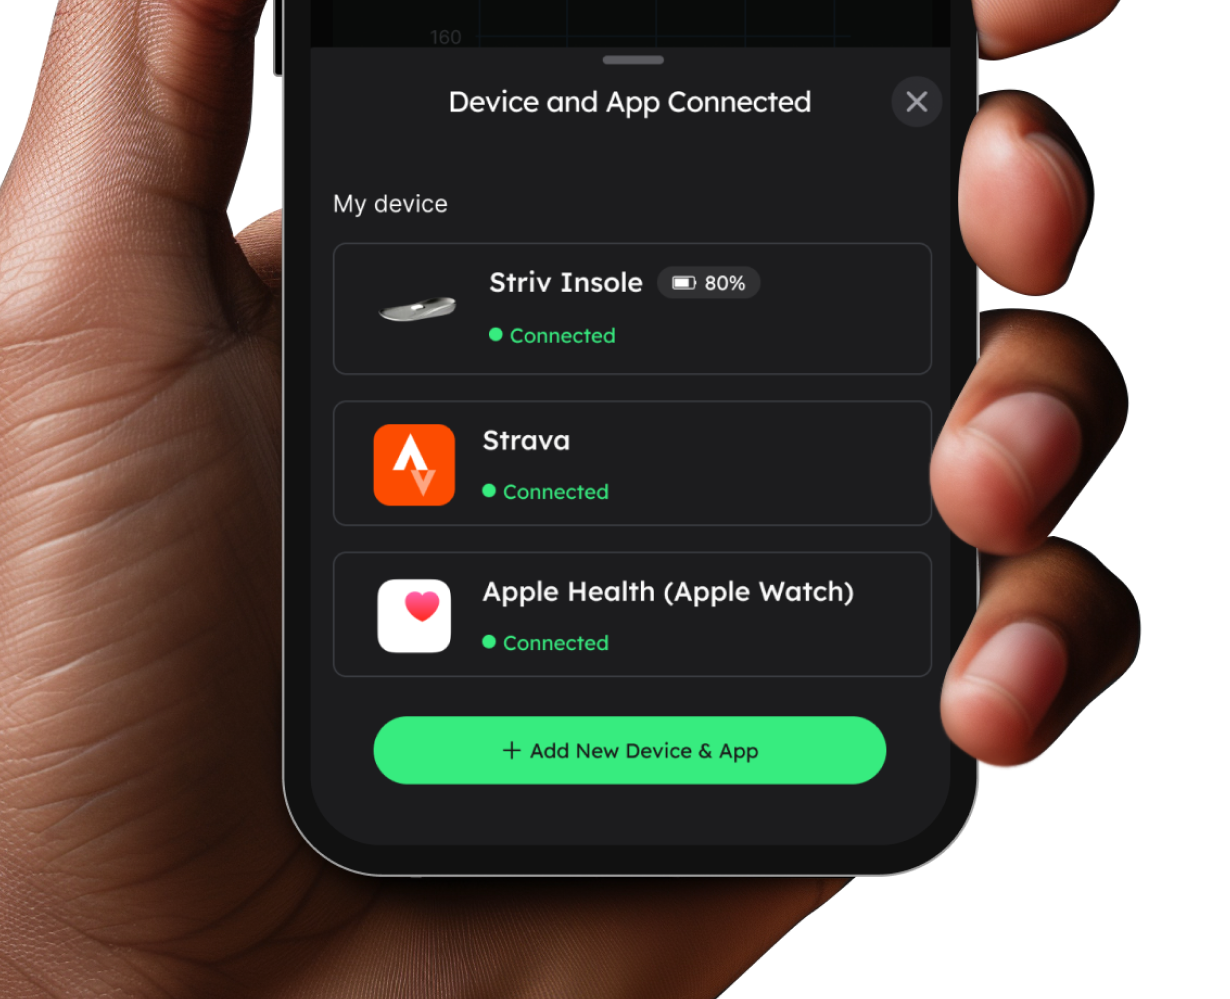 160
Device and App Connected
My device
Striv Insole 80%
Connected
Strava
Connected
Apple Health (Apple Watch)
Connected
+ Add New Device & App